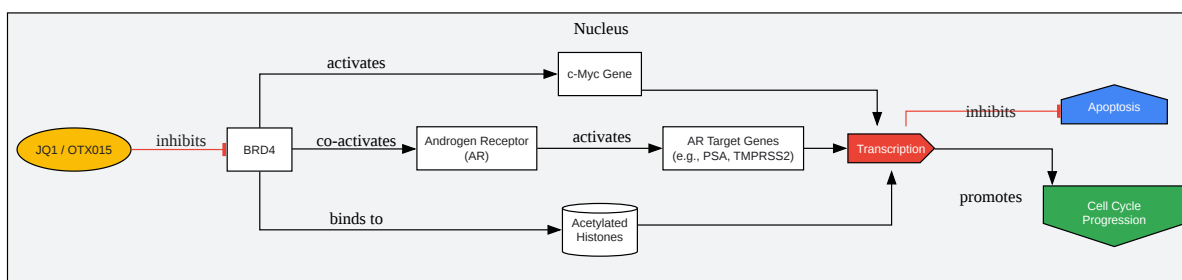 Nucleus
activates
c-Myc Gene
JQ1 / OTX015
inhibits
BRD4
co-activates
Androgen Receptor
(AR)
activates
AR Target Genes
(e.g., PSA, TMPRSS2)
Transcription
inhibits
Apoptosis
binds to
Acetylated
Histones
promotes
Cell Cycle
Progression